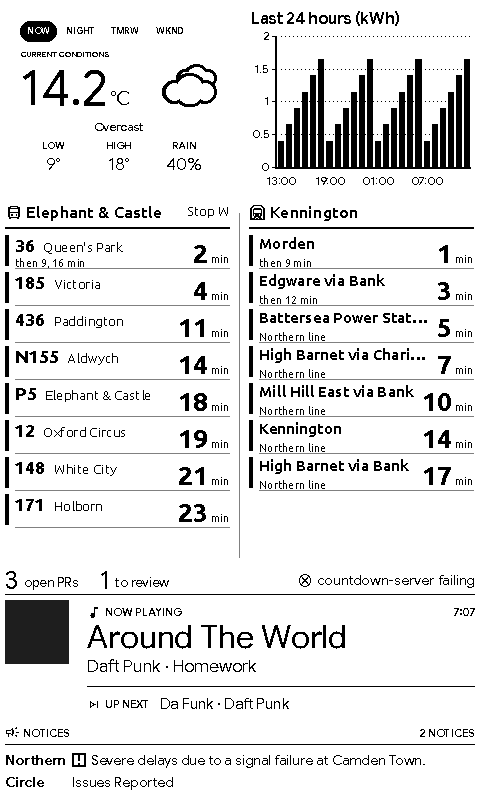 NOW NIGHT TMRW WKND
CURRENT CONDITIONS
14.2°C
Overcast
LOW HIGH RAIN
9° 18° 40%
Last 24 hours (kWh)
2
1.5
1
0.5
0
13:00 19:00 01:00 07:00
Elephant & Castle Stop W
36 Queen's Park 2 min
then 9, 16 min
185 Victoria 4 min
436 Paddington 11 min
N155 Aldwych 14 min
P5 Elephant & Castle 18 min
12 Oxford Circus 19 min
148 White City 21 min
171 Holborn 23 min
Kennington
Morden 1 min
then 9 min
Edgware via Bank 3 min
then 12 min
Battersea Power Stat... 5 min
Northern line
High Barnet via Chari... 7 min
Northern line
Mill Hill East via Bank 10 min
Northern line
Kennington 14 min
Northern line
High Barnet via Bank 17 min
Northern line
3 open PRs 1 to review countdown-server failing
NOW PLAYING 7:07
Around The World
Daft Punk · Homework
UP NEXT Da Funk · Daft Punk
NOTICES 2 NOTICES
Northern ! Severe delays due to a signal failure at Camden Town.
Circle Issues Reported